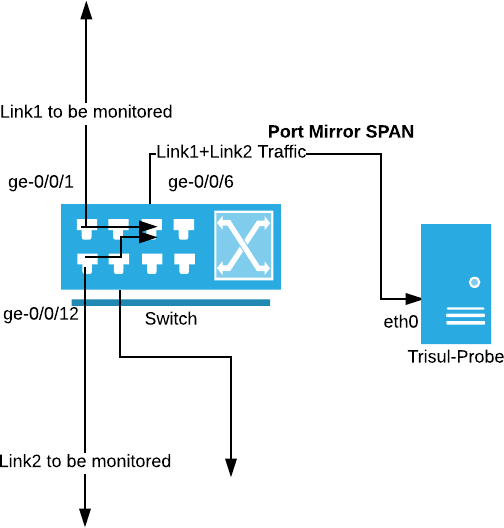 Link1 to be monitored
Port Mirror SPAN
Link1+Link2 Traffic
ge-0/0/1
ge-0/0/6
ge-0/0/12
Switch
eth0
Trisul-Probe
Link2 to be monitored